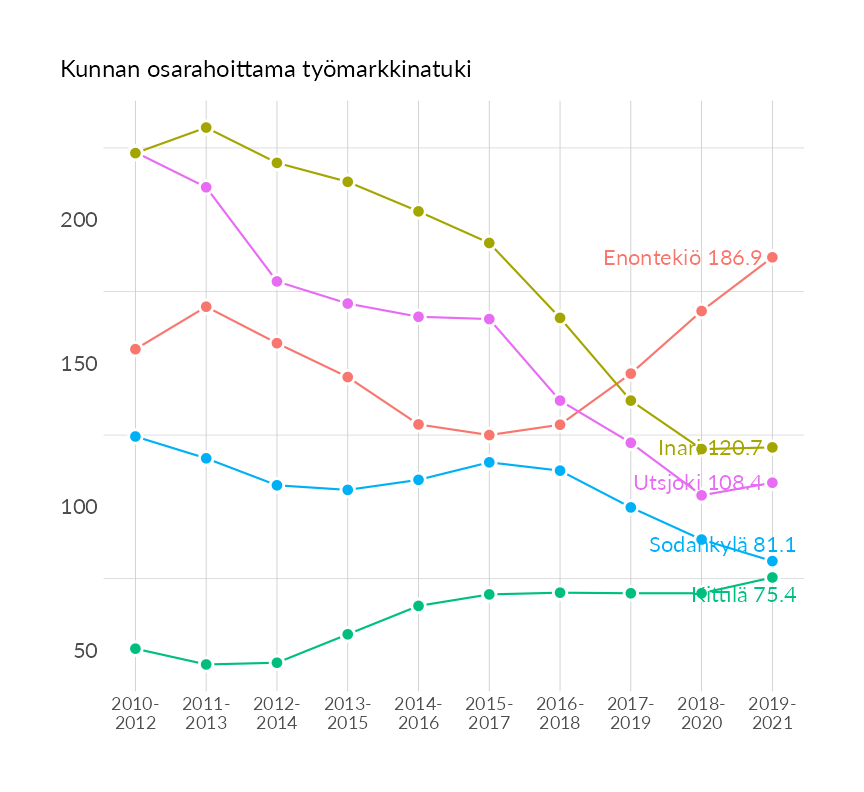 Kunnan osarahoittama työmarkkinatuki
200
150
100
50
Enontekiö 186.9
Inari 120.7
Utsjoki 108.4
Sodankylä 81.1
Kittilä 75.4
2010- 2011- 2012- 2013- 2014- 2015- 2016- 2017- 2018- 2019-
2012 2013 2014 2015 2016 2017 2018 2019 2020 2021